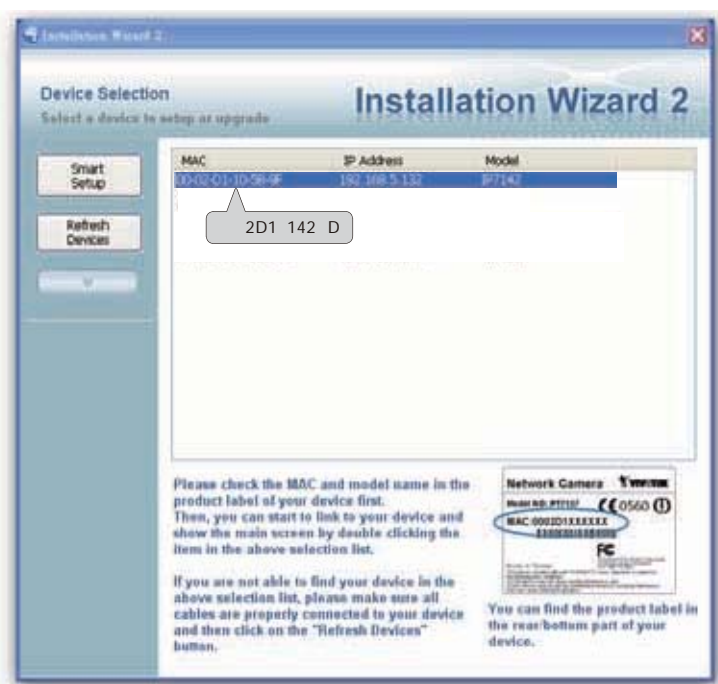 Installation Wizard 2
Device Selection
Select a device to setup or upgrade
Installation Wizard 2
Smart
Setup
Refresh
Devices
MAC IP Address Model
00-02-D1-10-5B-9F 192.168.5.132 IP7142
2D1 142 D
Please check the MAC and model name in the
product label of your device first.
Then, you can start to link to your device and
show the main screen by double clicking the
item in the above selection list.
If you are not able to find your device in the
above selection list, please make sure all
cables are properly connected to your device
and then click on the "Refresh Devices"
button.
Network Camera VIVOTEK
Model NO:
CE 0560
MAC:0002D1XXXXXX
FC
You can find the product label in
the rear/bottom part of your
device.